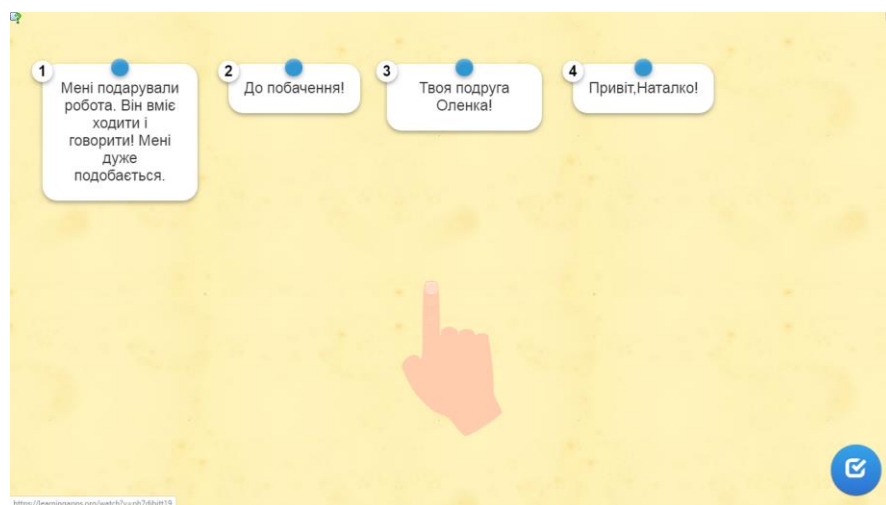 1
Мені подарували
робота. Він вміє
ходити і
говорити! Мені
дуже
подобається.
2
До побачення!
3
Твоя подруга
Оленка!
4
Привіт,Наталко!